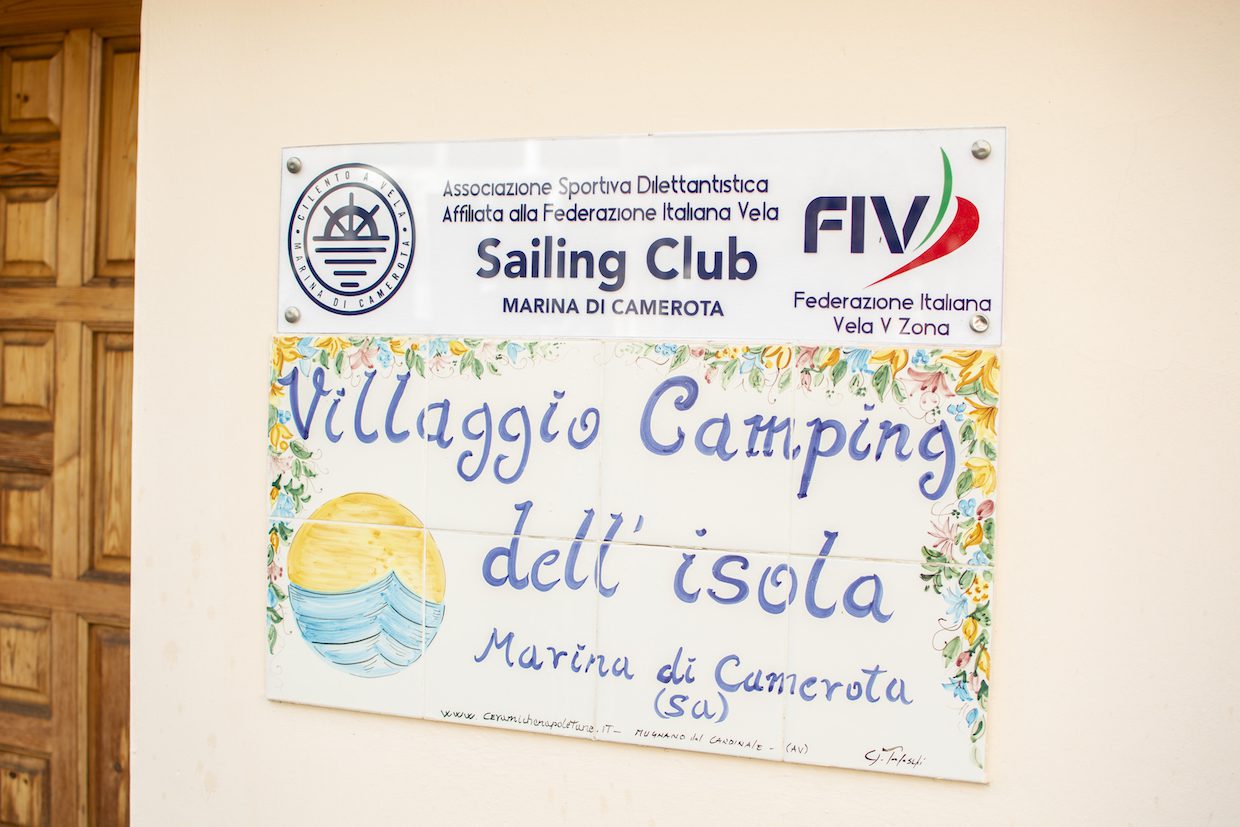 CILENTO A VELA
MARINA DI CAMEROTA
Associazione Sportiva Dilettantistica
Affiliata alla Federazione Italiana Vela
Sailing Club
MARINA DI CAMEROTA
FIV
Federazione Italiana
Vela V Zona
Villaggio Camping
dell' isola
Marina di Camerota
(Sa)
www.ceramichenapoletane.IT - MUGNANO del CARDINALE - (AV)